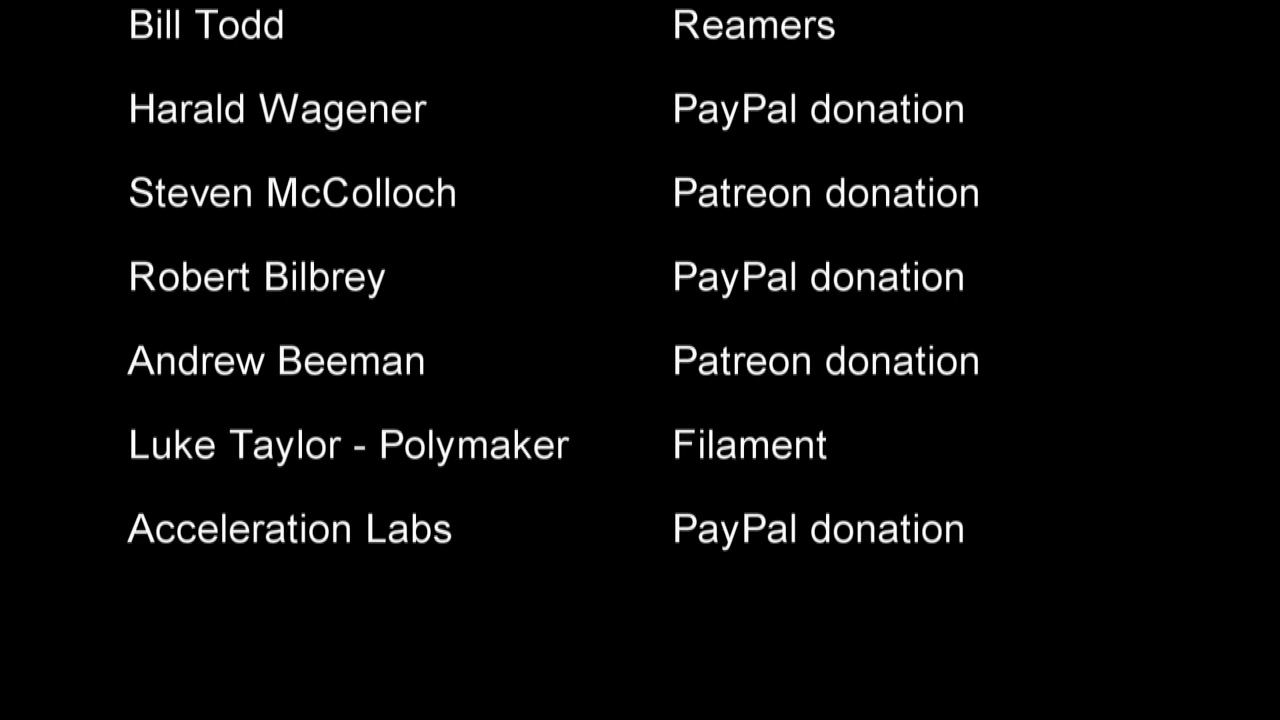 Bill Todd Reamers
Harald Wagener PayPal donation
Steven McColloch Patreon donation
Robert Bilbrey PayPal donation
Andrew Beeman Patreon donation
Luke Taylor - Polymaker Filament
Acceleration Labs PayPal donation